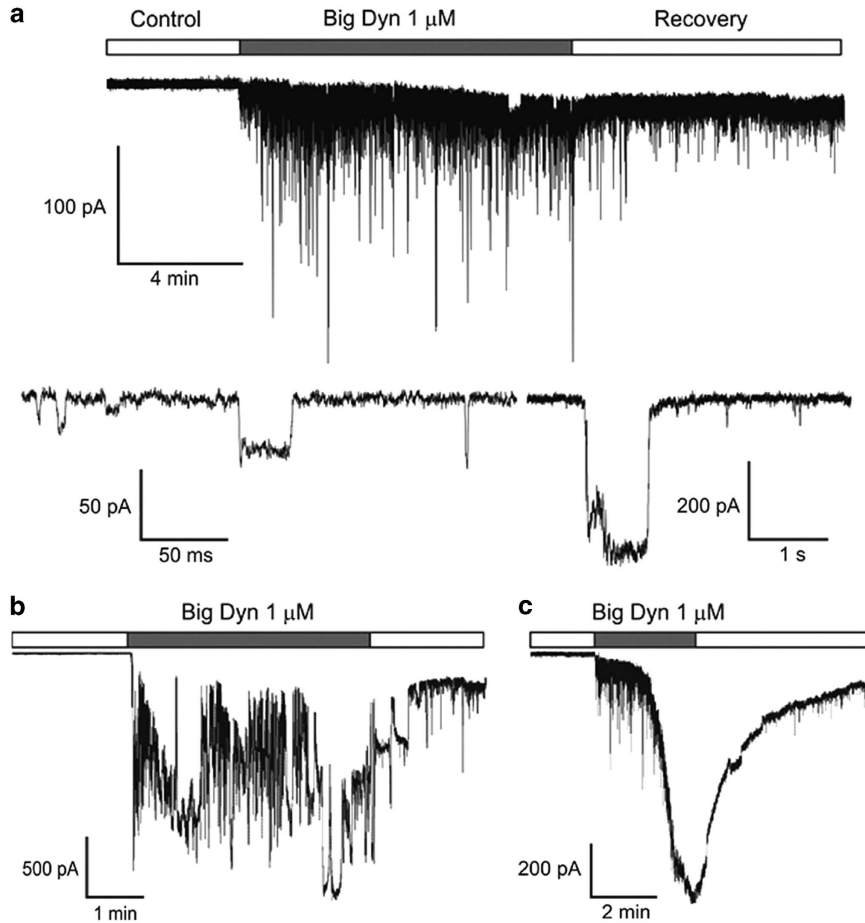 a
Control Big Dyn 1 μM Recovery
100 pA
4 min
50 pA
50 ms
200 pA
1 s
b
Big Dyn 1 μM
500 pA
1 min
c
Big Dyn 1 μM
200 pA
2 min